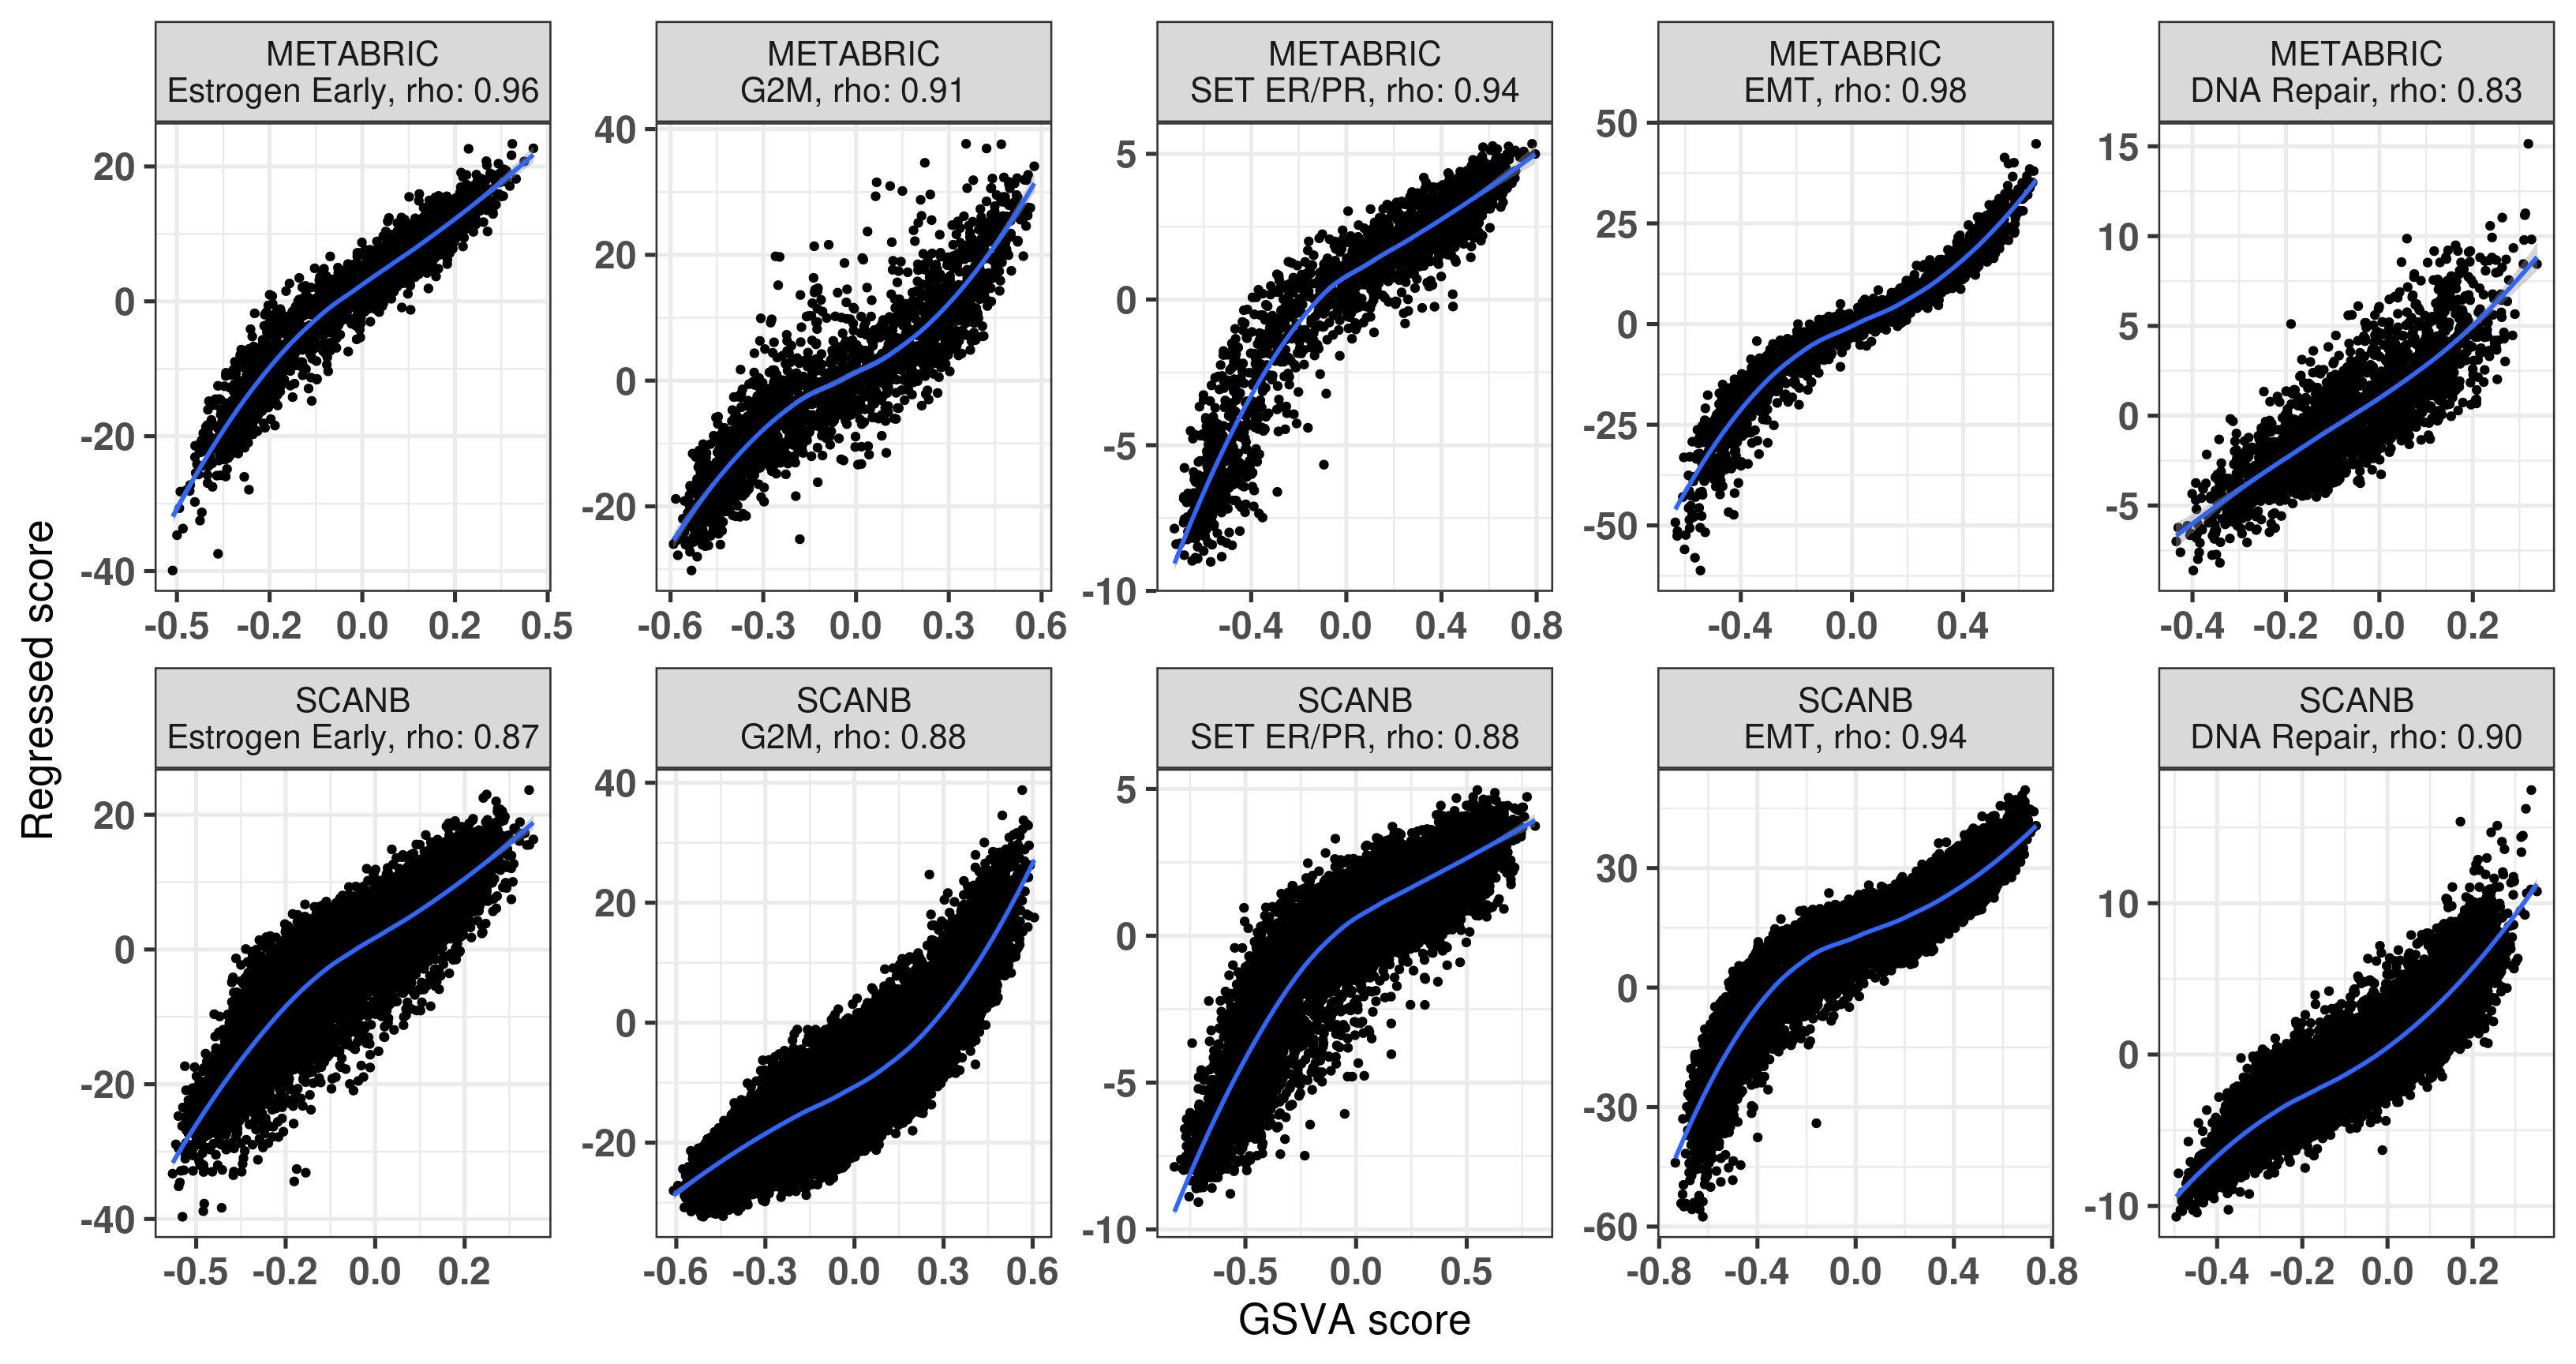 METABRIC
Estrogen Early, rho: 0.96
METABRIC
G2M, rho: 0.91
METABRIC
SET ER/PR, rho: 0.94
METABRIC
EMT, rho: 0.98
METABRIC
DNA Repair, rho: 0.83
20
0
-20
-40
-0.5 -0.2 0.0 0.2 0.5
40
20
0
-20
-0.6 -0.3 0.0 0.3 0.6
5
0
-5
-10
-0.4 0.0 0.4 0.8
50
25
0
-25
-50
-0.4 0.0 0.4
15
10
5
0
-5
-0.4 -0.2 0.0 0.2
Regressed score
SCANB
Estrogen Early, rho: 0.87
SCANB
G2M, rho: 0.88
SCANB
SET ER/PR, rho: 0.88
SCANB
EMT, rho: 0.94
SCANB
DNA Repair, rho: 0.90
20
0
-20
-40
-0.5 -0.2 0.0 0.2
40
20
0
-20
-0.6 -0.3 0.0 0.3 0.6
5
0
-5
-10
-0.5 0.0 0.5
30
0
-30
-60
-0.8 -0.4 0.0 0.4 0.8
10
0
-10
-0.4 -0.2 0.0 0.2
GSVA score